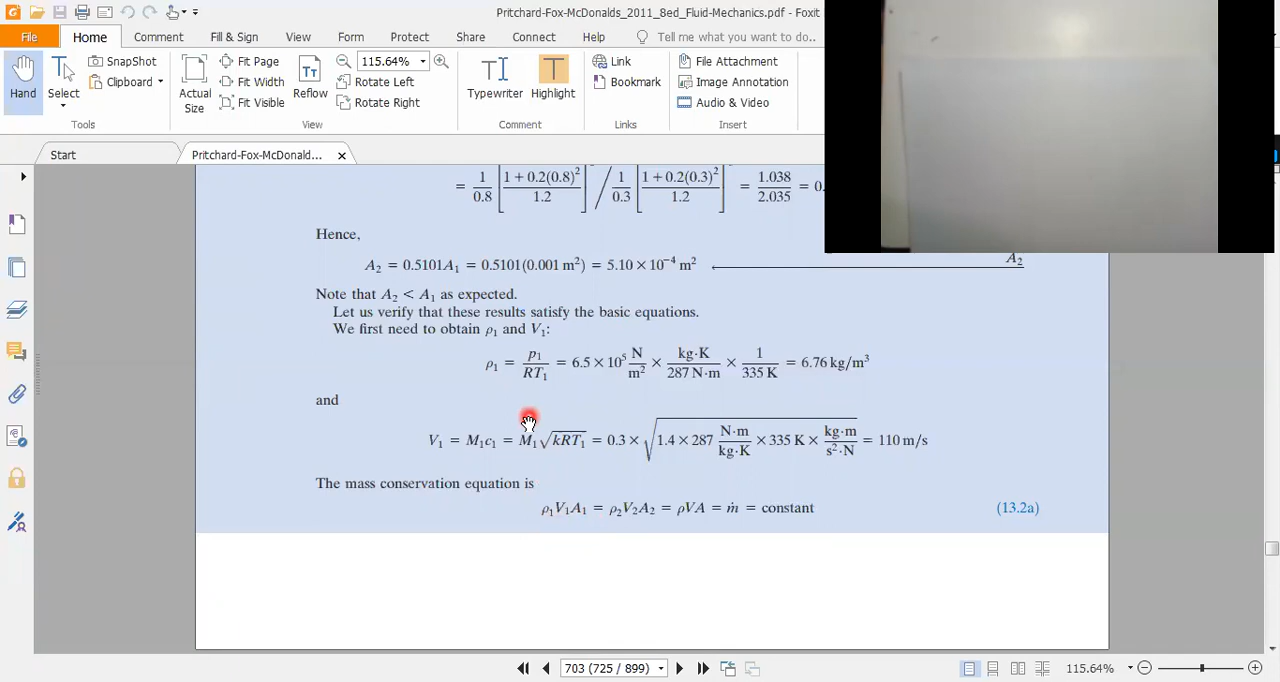 Pritchard-Fox-McDonalds_2011_8ed_Fluid-Mechanics.pdf - Foxit
File Home Comment Fill & Sign View Form Protect Share Connect Help Tell me what you want to do..
Hand
Select
SnapShot
Clipboard
Tools
Actual Size
Fit Page
Fit Width
Fit Visible
Reflow
115.64%
Rotate Left
Rotate Right
View
Typewriter
Highlight
Comment
Link
Bookmark
Links
File Attachment
Image Annotation
Audio & Video
Insert
Start
Pritchard-Fox-McDonald...
= 1/0.8 [(1 + 0.2(0.8)²)/1.2] / 1/0.3 [(1 + 0.2(0.3)²)/1.2] = 1.038/2.035 = 0.
Hence,
A₂ = 0.5101A₁ = 0.5101(0.001 m²) = 5.10 × 10⁻⁴ m² A₂
Note that A₂ < A₁ as expected.
Let us verify that these results satisfy the basic equations.
We first need to obtain ρ₁ and V₁:
ρ₁ = p₁/RT₁ = 6.5 × 10⁵ N/m² × kg·K/287 N·m × 1/335 K = 6.76 kg/m³
and
V₁ = M₁c₁ = M₁√kRT₁ = 0.3 × √1.4 × 287 N·m/kg·K × 335 K × kg·m/s²·N = 110 m/s
The mass conservation equation is
ρ₁V₁A₁ = ρ₂V₂A₂ = ρVA = ṁ = constant (13.2a)
703 (725 / 899)
115.64%